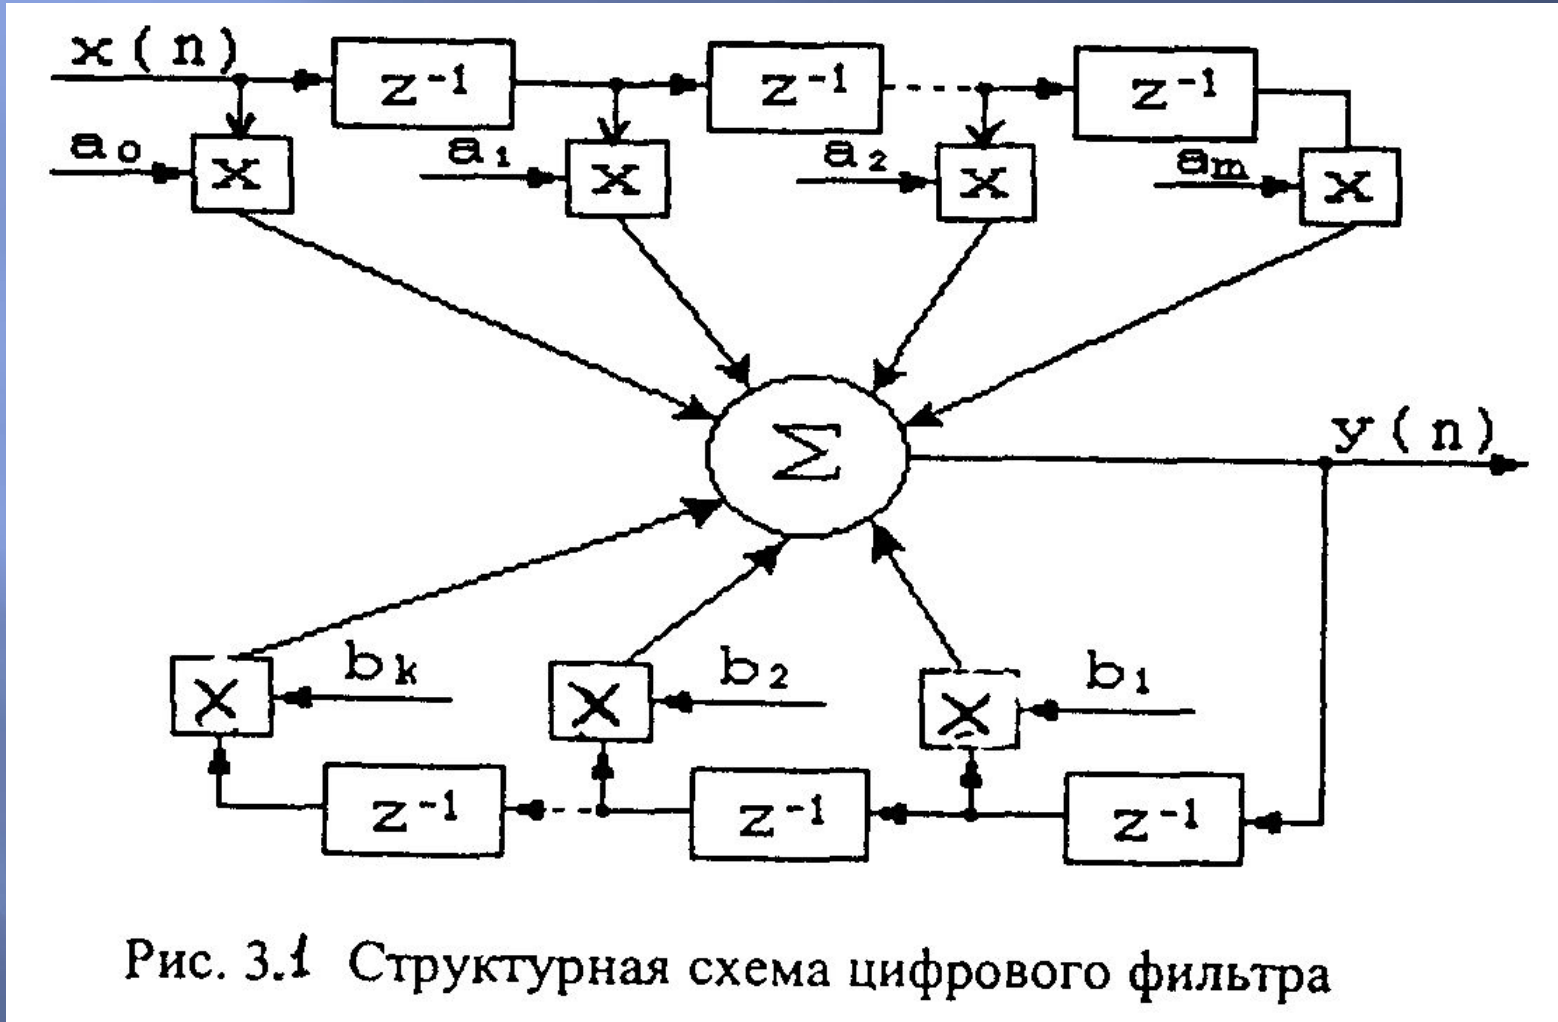 x(n)
z⁻¹ z⁻¹ z⁻¹
a₀ a₁ a₂ aₘ
X X X X
Σ
y(n)
bₖ b₂ b₁
X X X
z⁻¹ z⁻¹ z⁻¹
Рис. 3.1 Структурная схема цифрового фильтра